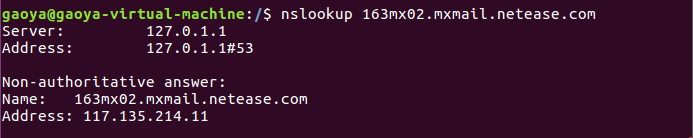 gaoya@gaoya-virtual-machine:/$ nslookup 163mx02.mxmail.netease.com
Server:		127.0.1.1
Address:	127.0.1.1#53

Non-authoritative answer:
Name:	163mx02.mxmail.netease.com
Address: 117.135.214.11